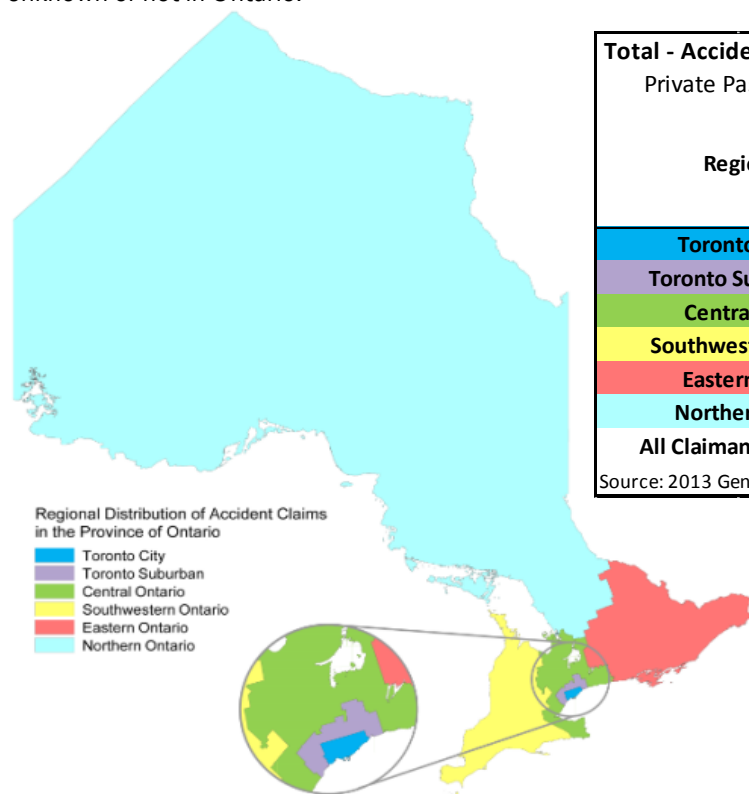 unknown or not in Ontario.
Total - Accide
Private Pa
Regi
Toronto
Toronto Su
Centra
Southwest
Eastern
Norther
All Claiman
Source: 2013 Gen
Regional Distribution of Accident Claims
in the Province of Ontario
Toronto City
Toronto Suburban
Central Ontario
Southwestern Ontario
Eastern Ontario
Northern Ontario